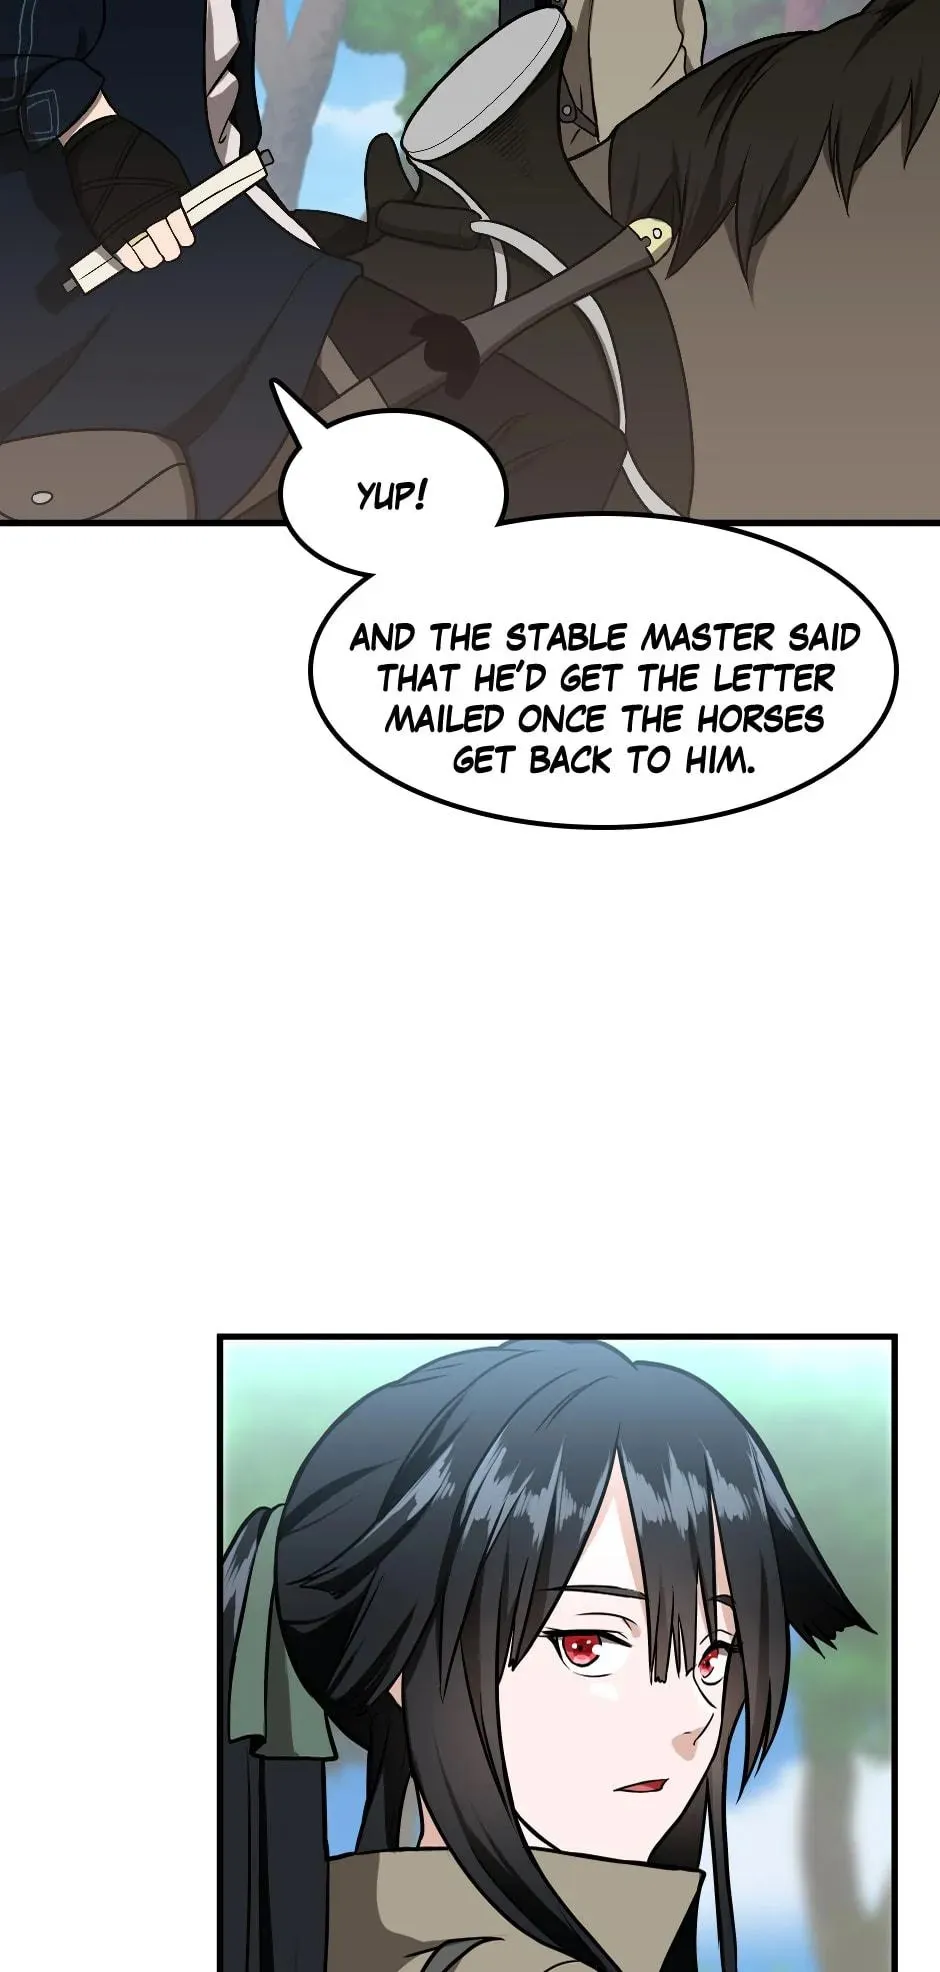 YUP!
AND THE STABLE MASTER SAID
THAT HE'D GET THE LETTER
MAILED ONCE THE HORSES
GET BACK TO HIM.